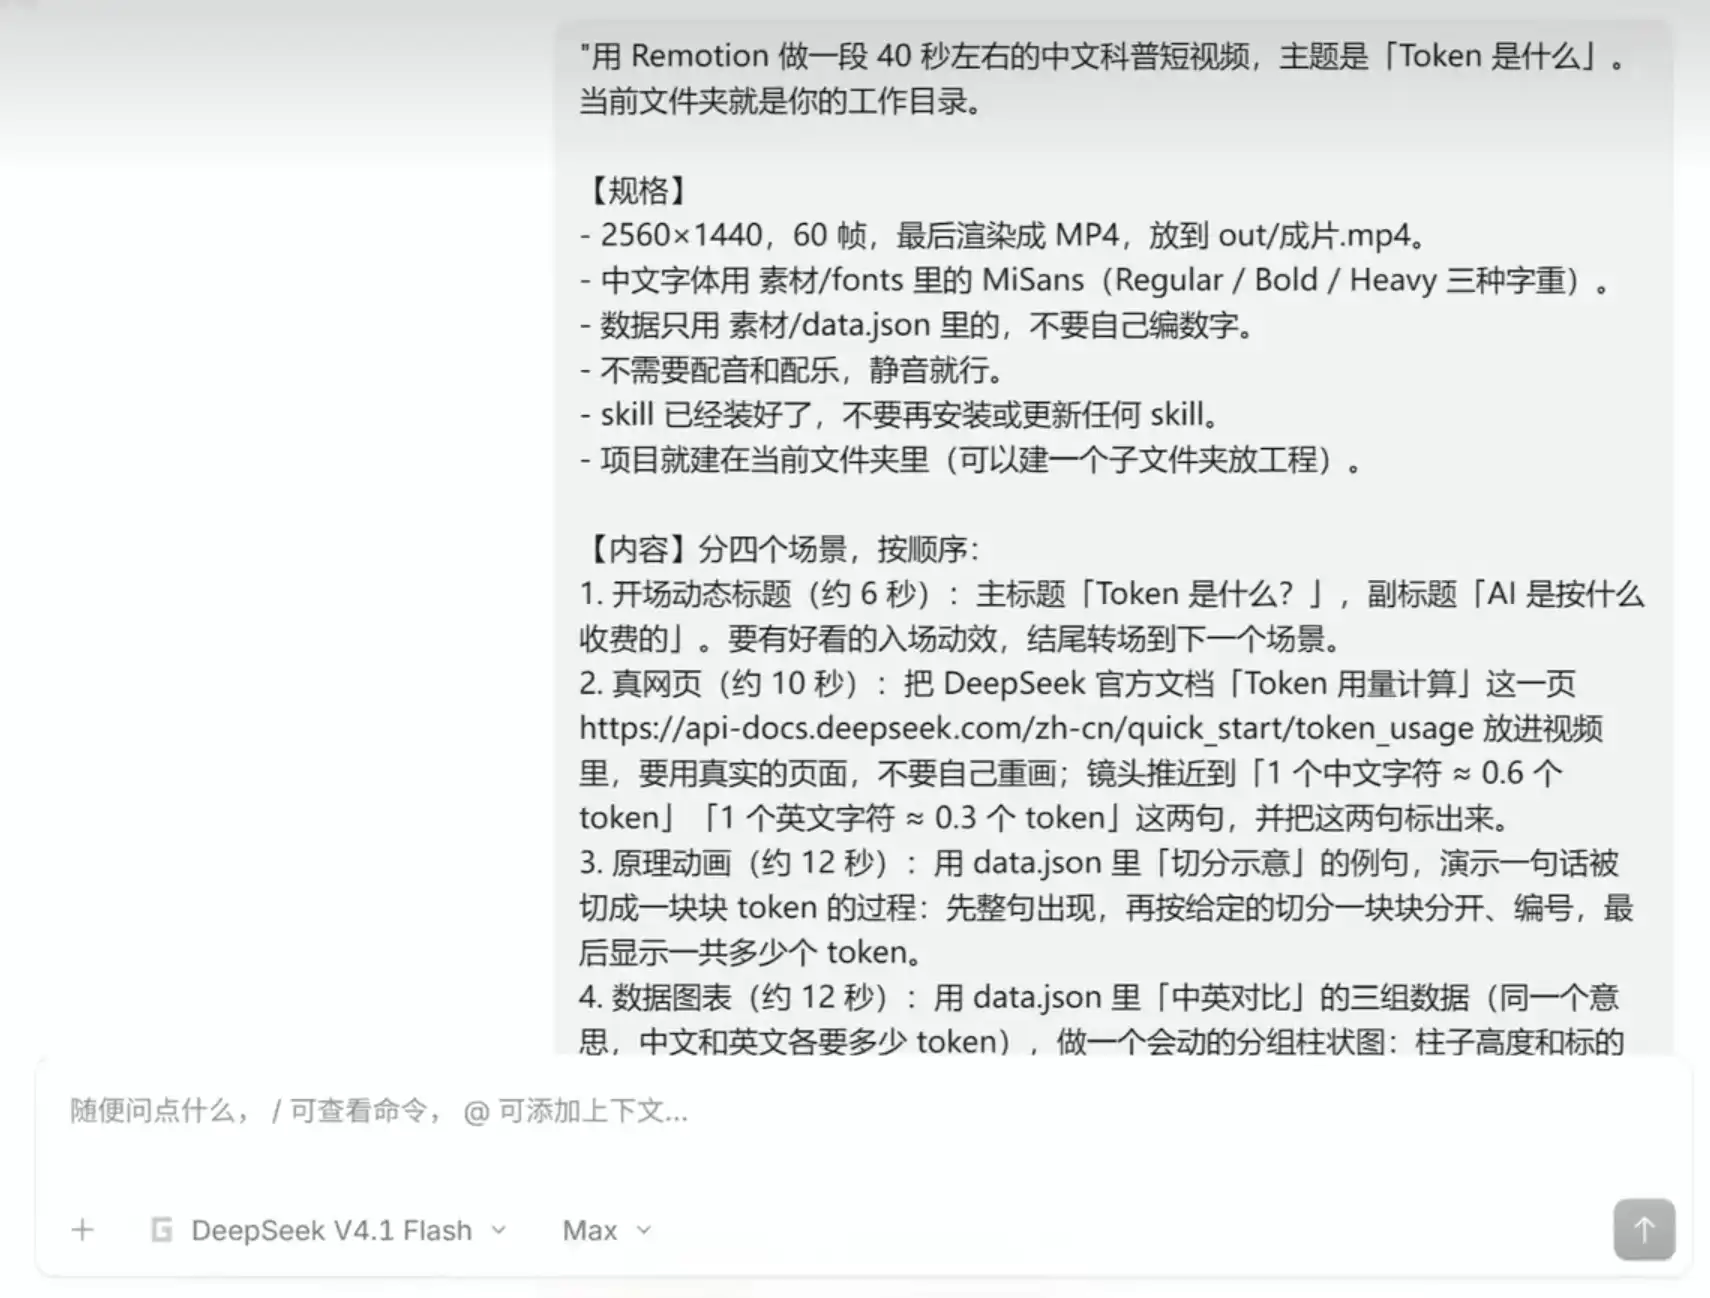 "用 Remotion 做一段 40 秒左右的中文科普短视频，主题是「Token 是什么」。
当前文件夹就是你的工作目录。
【规格】
- 2560×1440，60 帧，最后渲染成 MP4，放到 out/成片.mp4。
- 中文字体用 素材/fonts 里的 MiSans（Regular / Bold / Heavy 三种字重）。
- 数据只用 素材/data.json 里的，不要自己编数字。
- 不需要配音和配乐，静音就行。
- skill 已经装好了，不要再安装或更新任何 skill。
- 项目就建在当前文件夹里（可以建一个子文件夹放工程）。
【内容】分四个场景，按顺序：
1. 开场动态标题（约 6 秒）：主标题「Token 是什么？」，副标题「AI 是按什么
收费的」。要有好看的入场动效，结尾转场到下一个场景。
2. 真网页（约 10 秒）：把 DeepSeek 官方文档「Token 用量计算」这一页
https://api-docs.deepseek.com/zh-cn/quick_start/token_usage 放进视频
里，要用真实的页面，不要自己重画；镜头推近到「1 个中文字符 ≈ 0.6 个
token」「1 个英文字符 ≈ 0.3 个 token」这两句，并把这两句标出来。
3. 原理动画（约 12 秒）：用 data.json 里「切分示意」的例句，演示一句话被
切成一块块 token 的过程：先整句出现，再按给定的切分一块块分开、编号，最
后显示一共多少个 token。
4. 数据图表（约 12 秒）：用 data.json 里「中英对比」的三组数据（同一个意
思，中文和英文各要多少 token），做一个会动的分组柱状图：柱子高度和标的
随便问点什么， / 可查看命令， @ 可添加上下文...
DeepSeek V4.1 Flash
Max